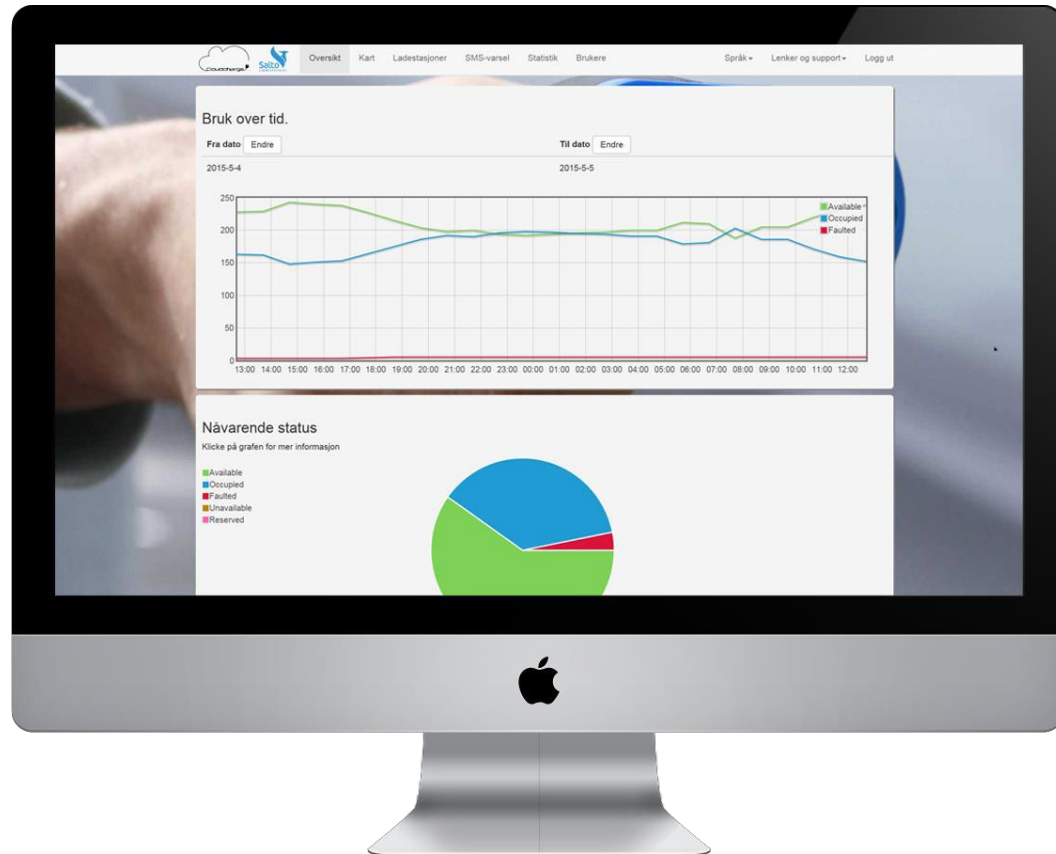 cloudcharge Salto Oversikt Kart Ladestasjoner SMS-varsel Statistik Brukere Språk Lenker og support Logg ut
Bruk over tid.
Fra dato Endre Til dato Endre
2015-5-4 2015-5-5
250
200
150
100
50
0
Available
Occupied
Faulted
13:00 14:00 15:00 16:00 17:00 18:00 19:00 20:00 21:00 22:00 23:00 00:00 01:00 02:00 03:00 04:00 05:00 06:00 07:00 08:00 09:00 10:00 11:00 12:00
Nåvarende status
Klicke på grafen for mer informasjon
Available
Occupied
Faulted
Unavailable
Reserved